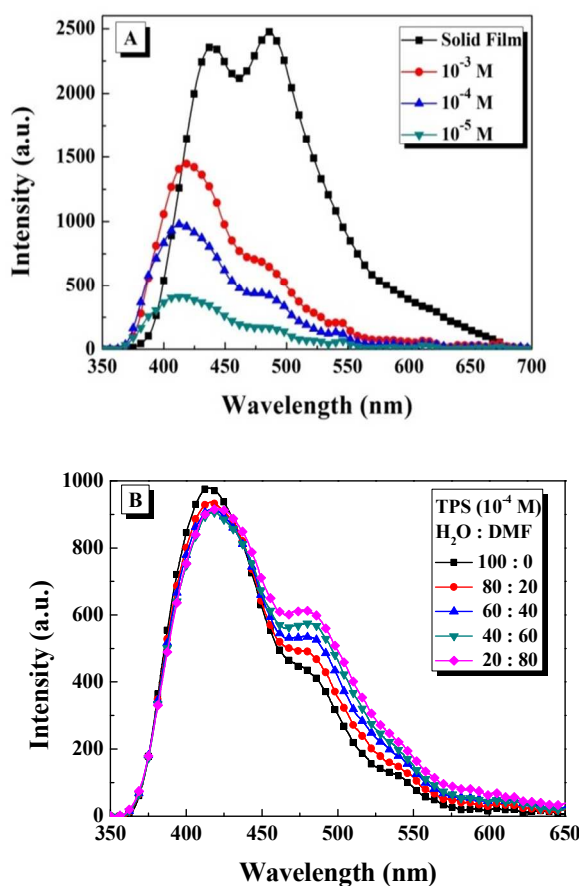 A
Solid Film
10⁻³ M
10⁻⁴ M
10⁻⁵ M
Intensity (a.u.)
2500
2000
1500
1000
500
0
350 400 450 500 550 600 650 700
Wavelength (nm)
B
TPS (10⁻⁴ M)
H₂O : DMF
100 : 0
80 : 20
60 : 40
40 : 60
20 : 80
Intensity (a.u.)
1000
800
600
400
200
0
350 400 450 500 550 600 650
Wavelength (nm)